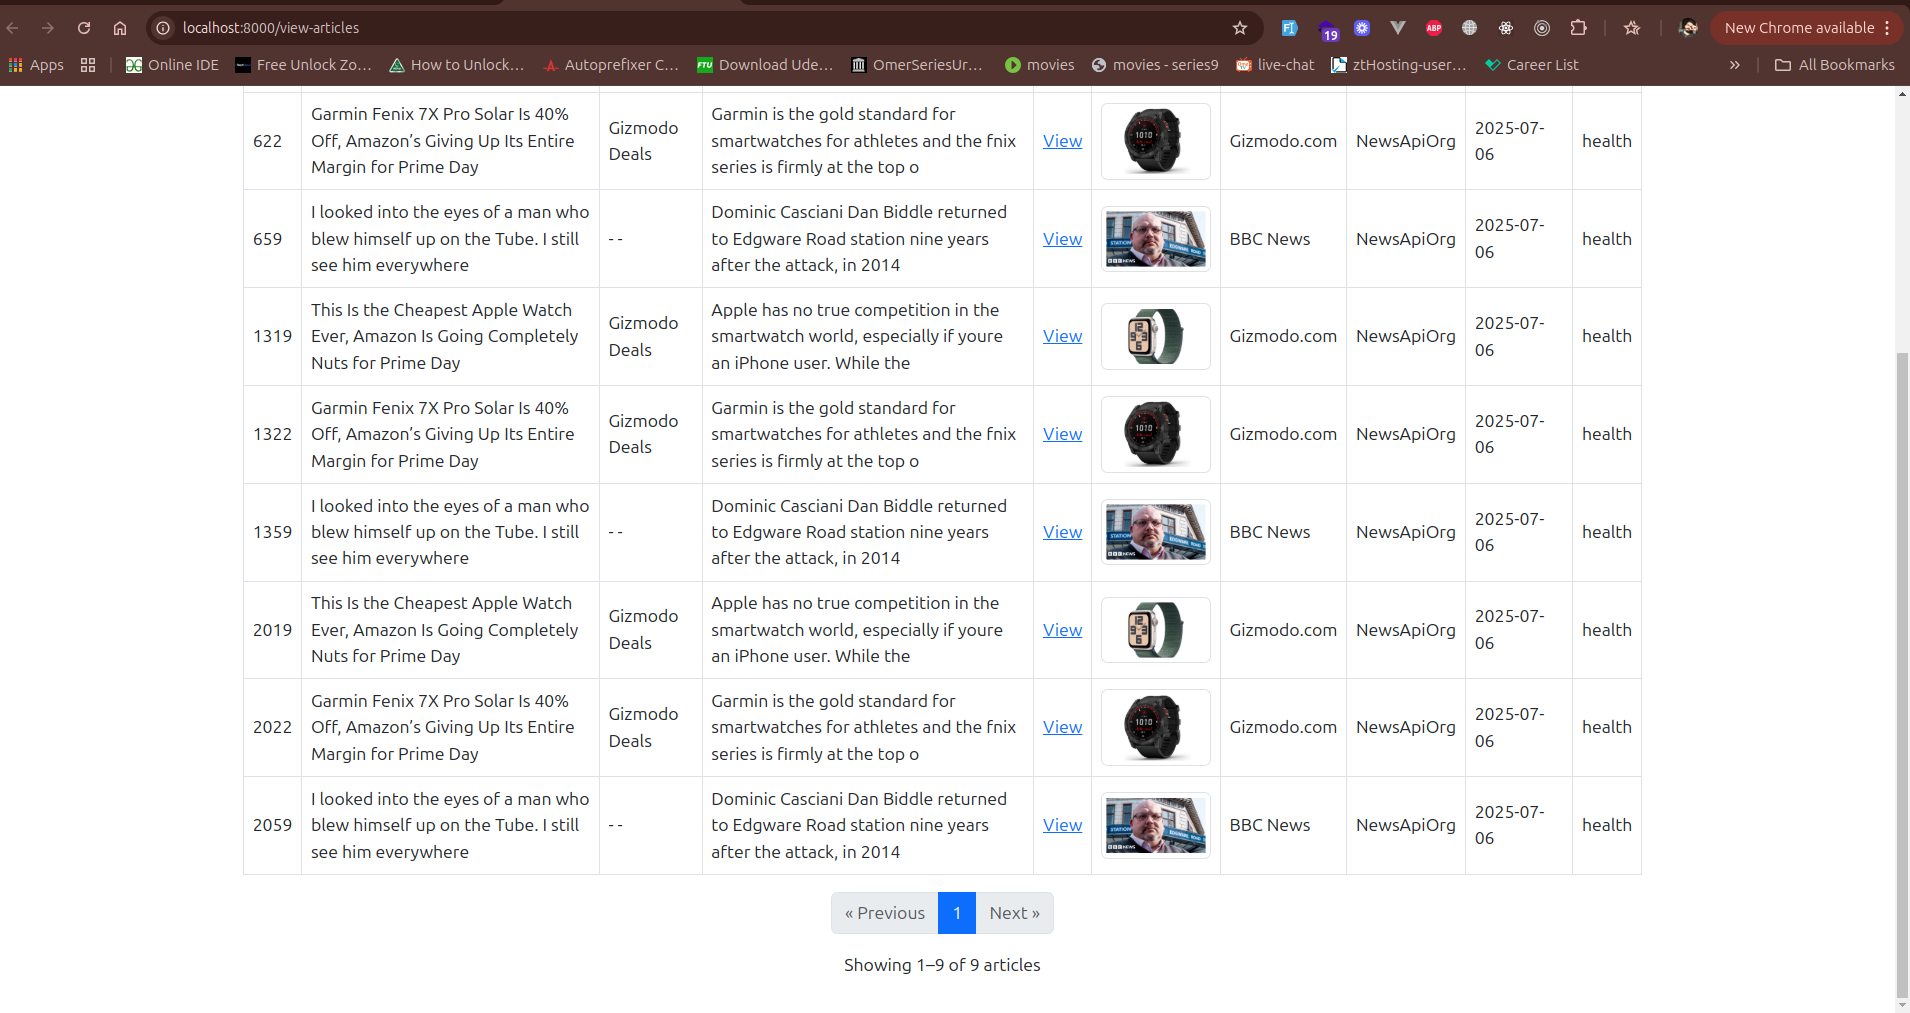 localhost:8000/view-articles
19
ABP
New Chrome available
Apps
Online IDE
Free Unlock Zo...
How to Unlock...
Autoprefixer C...
FTU
Download Ude...
OmerSeriesUr...
movies
movies - series9
live-chat
ztHosting-user...
Career List
»
All Bookmarks
622
Garmin Fenix 7X Pro Solar Is 40%
Off, Amazon’s Giving Up Its Entire
Margin for Prime Day
Gizmodo
Deals
Garmin is the gold standard for
smartwatches for athletes and the fnix
series is firmly at the top o
View
Gizmodo.com
NewsApiOrg
2025-07-
06
health
659
I looked into the eyes of a man who
blew himself up on the Tube. I still
see him everywhere
- -
Dominic Casciani Dan Biddle returned
to Edgware Road station nine years
after the attack, in 2014
View
BBC News
NewsApiOrg
2025-07-
06
health
1319
This Is the Cheapest Apple Watch
Ever, Amazon Is Going Completely
Nuts for Prime Day
Gizmodo
Deals
Apple has no true competition in the
smartwatch world, especially if youre
an iPhone user. While the
View
Gizmodo.com
NewsApiOrg
2025-07-
06
health
1322
Garmin Fenix 7X Pro Solar Is 40%
Off, Amazon’s Giving Up Its Entire
Margin for Prime Day
Gizmodo
Deals
Garmin is the gold standard for
smartwatches for athletes and the fnix
series is firmly at the top o
View
Gizmodo.com
NewsApiOrg
2025-07-
06
health
1359
I looked into the eyes of a man who
blew himself up on the Tube. I still
see him everywhere
- -
Dominic Casciani Dan Biddle returned
to Edgware Road station nine years
after the attack, in 2014
View
BBC News
NewsApiOrg
2025-07-
06
health
2019
This Is the Cheapest Apple Watch
Ever, Amazon Is Going Completely
Nuts for Prime Day
Gizmodo
Deals
Apple has no true competition in the
smartwatch world, especially if youre
an iPhone user. While the
View
Gizmodo.com
NewsApiOrg
2025-07-
06
health
2022
Garmin Fenix 7X Pro Solar Is 40%
Off, Amazon’s Giving Up Its Entire
Margin for Prime Day
Gizmodo
Deals
Garmin is the gold standard for
smartwatches for athletes and the fnix
series is firmly at the top o
View
Gizmodo.com
NewsApiOrg
2025-07-
06
health
2059
I looked into the eyes of a man who
blew himself up on the Tube. I still
see him everywhere
- -
Dominic Casciani Dan Biddle returned
to Edgware Road station nine years
after the attack, in 2014
View
BBC News
NewsApiOrg
2025-07-
06
health
« Previous
1
Next »
Showing 1–9 of 9 articles